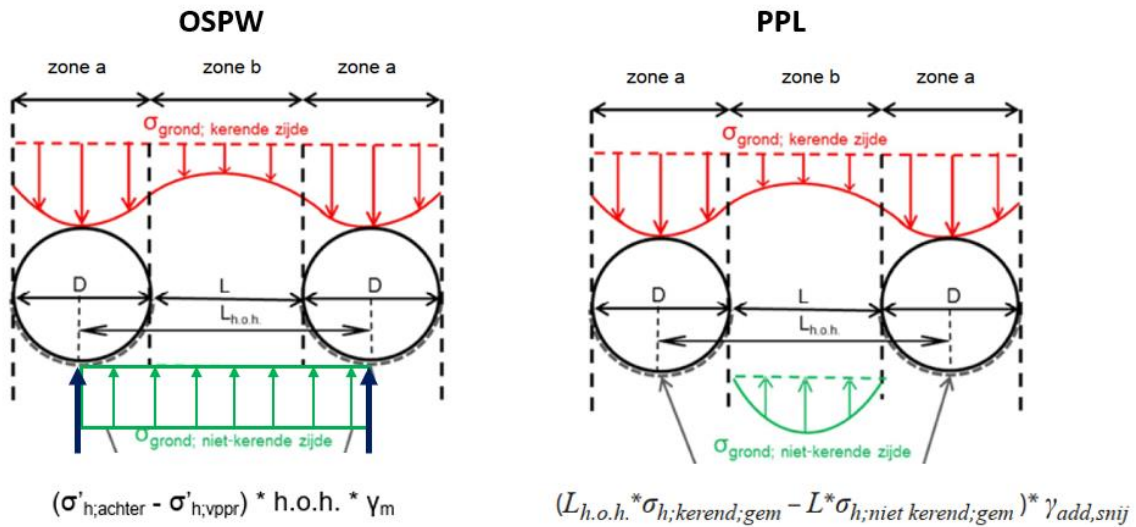 OSPW
PPL
zone a zone b zone a
σgrond; kerende zijde
D L D
Lh.o.h.
σgrond; niet-kerende zijde
(σ'h;achter - σ'h;vppr) * h.o.h. * γm
zone a zone b zone a
σgrond; kerende zijde
D L D
Lh.o.h.
σgrond; niet-kerende zijde
(Lh.o.h.*σh;kerend;gem – L*σh;niet kerend;gem)* γadd,snij